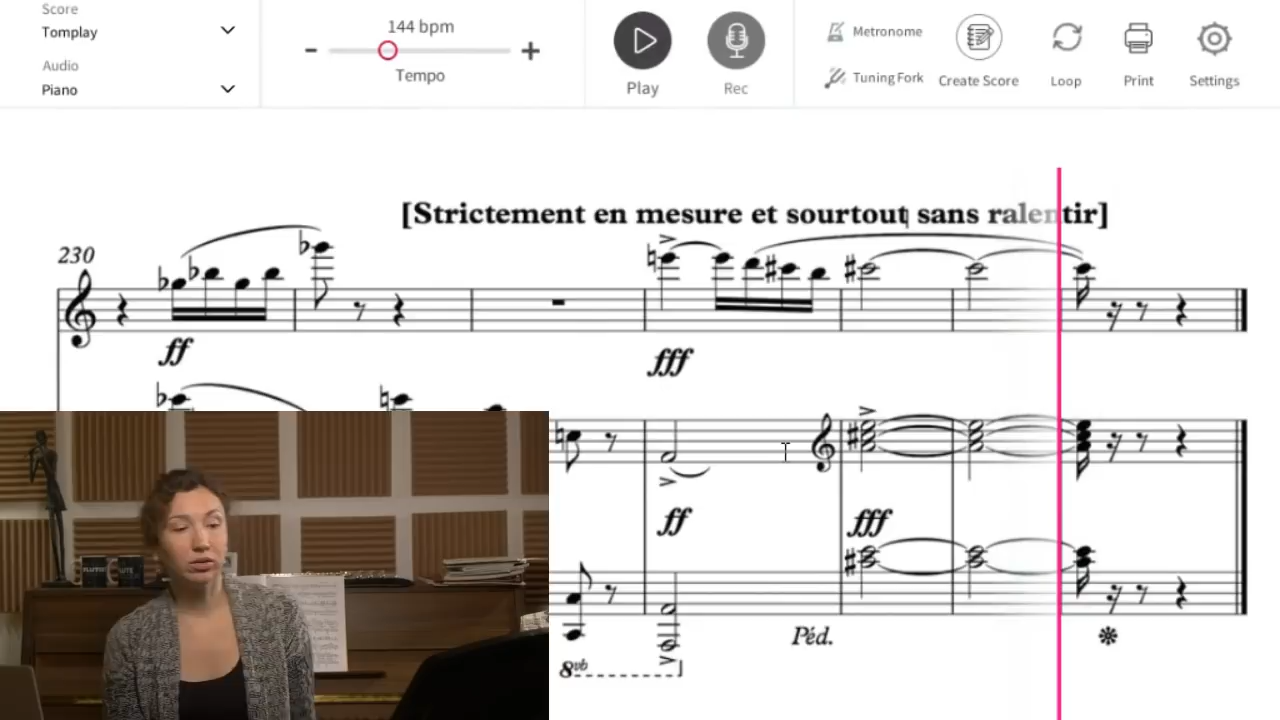 Score
Tomplay
Audio
Piano
144 bpm
Tempo
Play
Rec
Metronome
Tuning Fork
Create Score
Loop
Print
Settings
[Strictement en mesure et sourtout sans ralentir]
230
ff
fff
ff
fff
Péd.
8vb
FLUTE